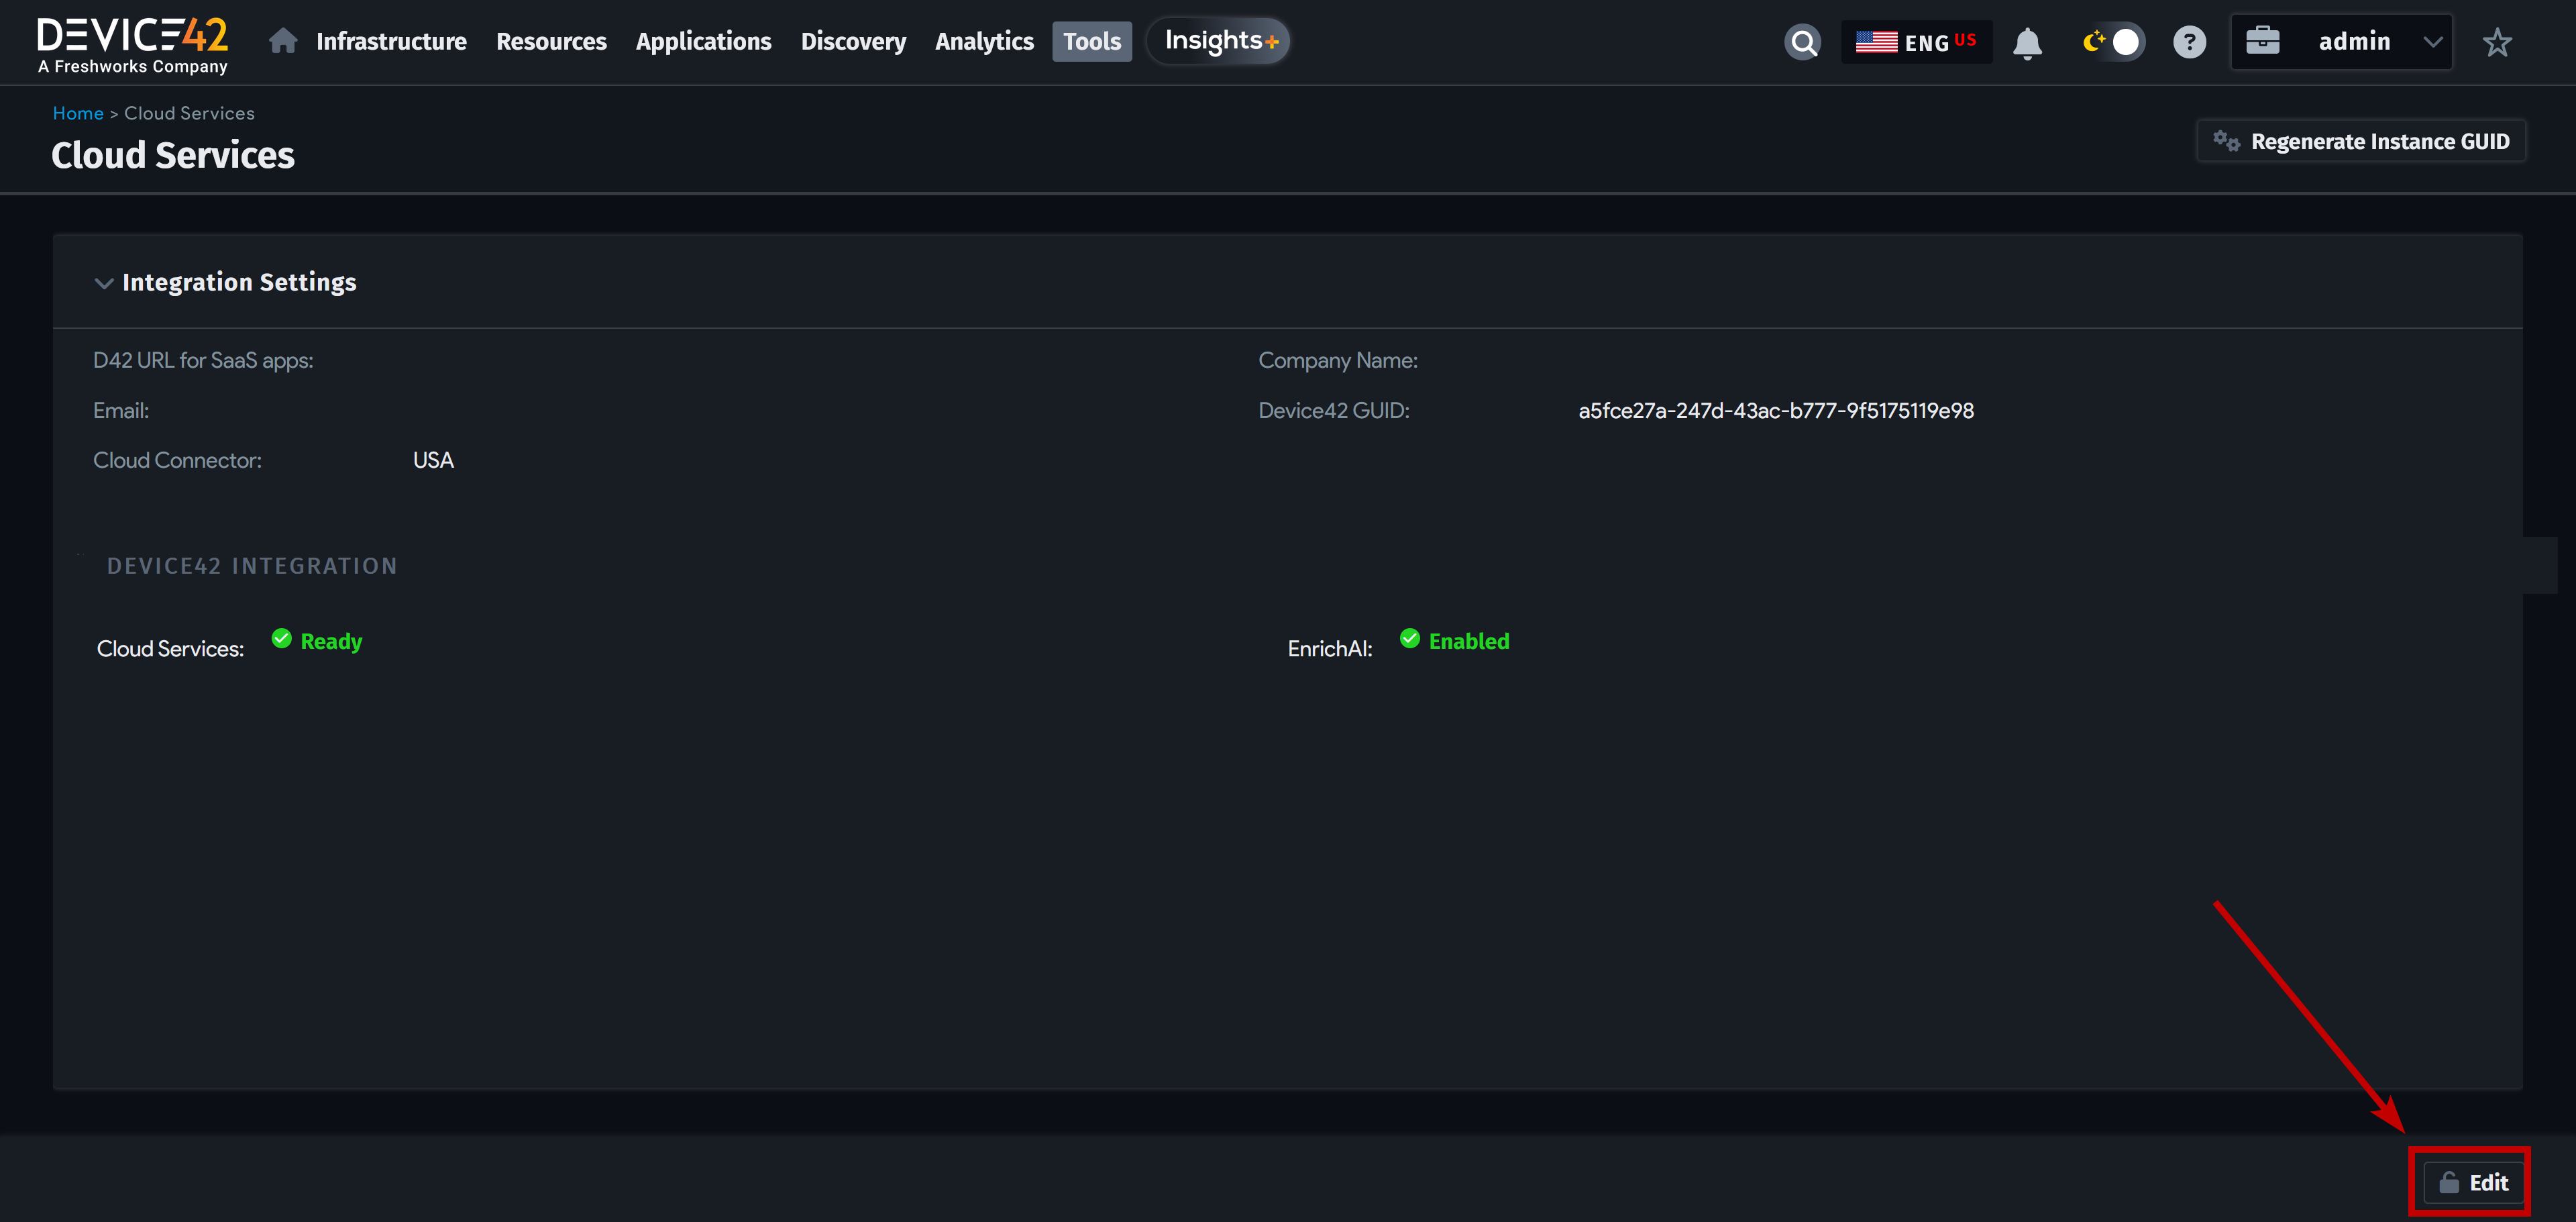 DEVICE42
A Freshworks Company
Infrastructure Resources Applications Discovery Analytics Tools Insights+
ENG US
admin
Home > Cloud Services
Cloud Services
Regenerate Instance GUID
Integration Settings
D42 URL for SaaS apps:
Company Name:
Email:
Device42 GUID: a5fce27a-247d-43ac-b777-9f5175119e98
Cloud Connector: USA
DEVICE42 INTEGRATION
Cloud Services: Ready
EnrichAI: Enabled
Edit